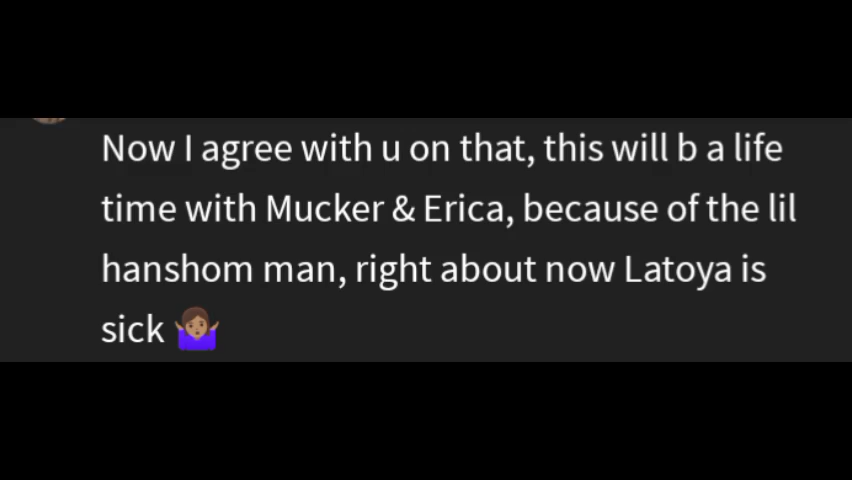 Now I agree with u on that, this will b a life
time with Mucker & Erica, because of the lil
hanshom man, right about now Latoya is
sick 🤷🏽‍♀️